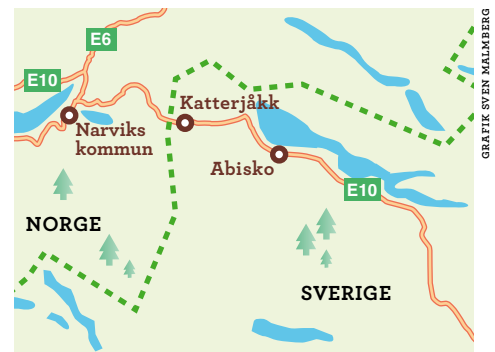 E6
E10
Katterjåkk
Narviks
kommun
Abisko
E10
NORGE
SVERIGE
GRAFIK SVEN MALMBERG